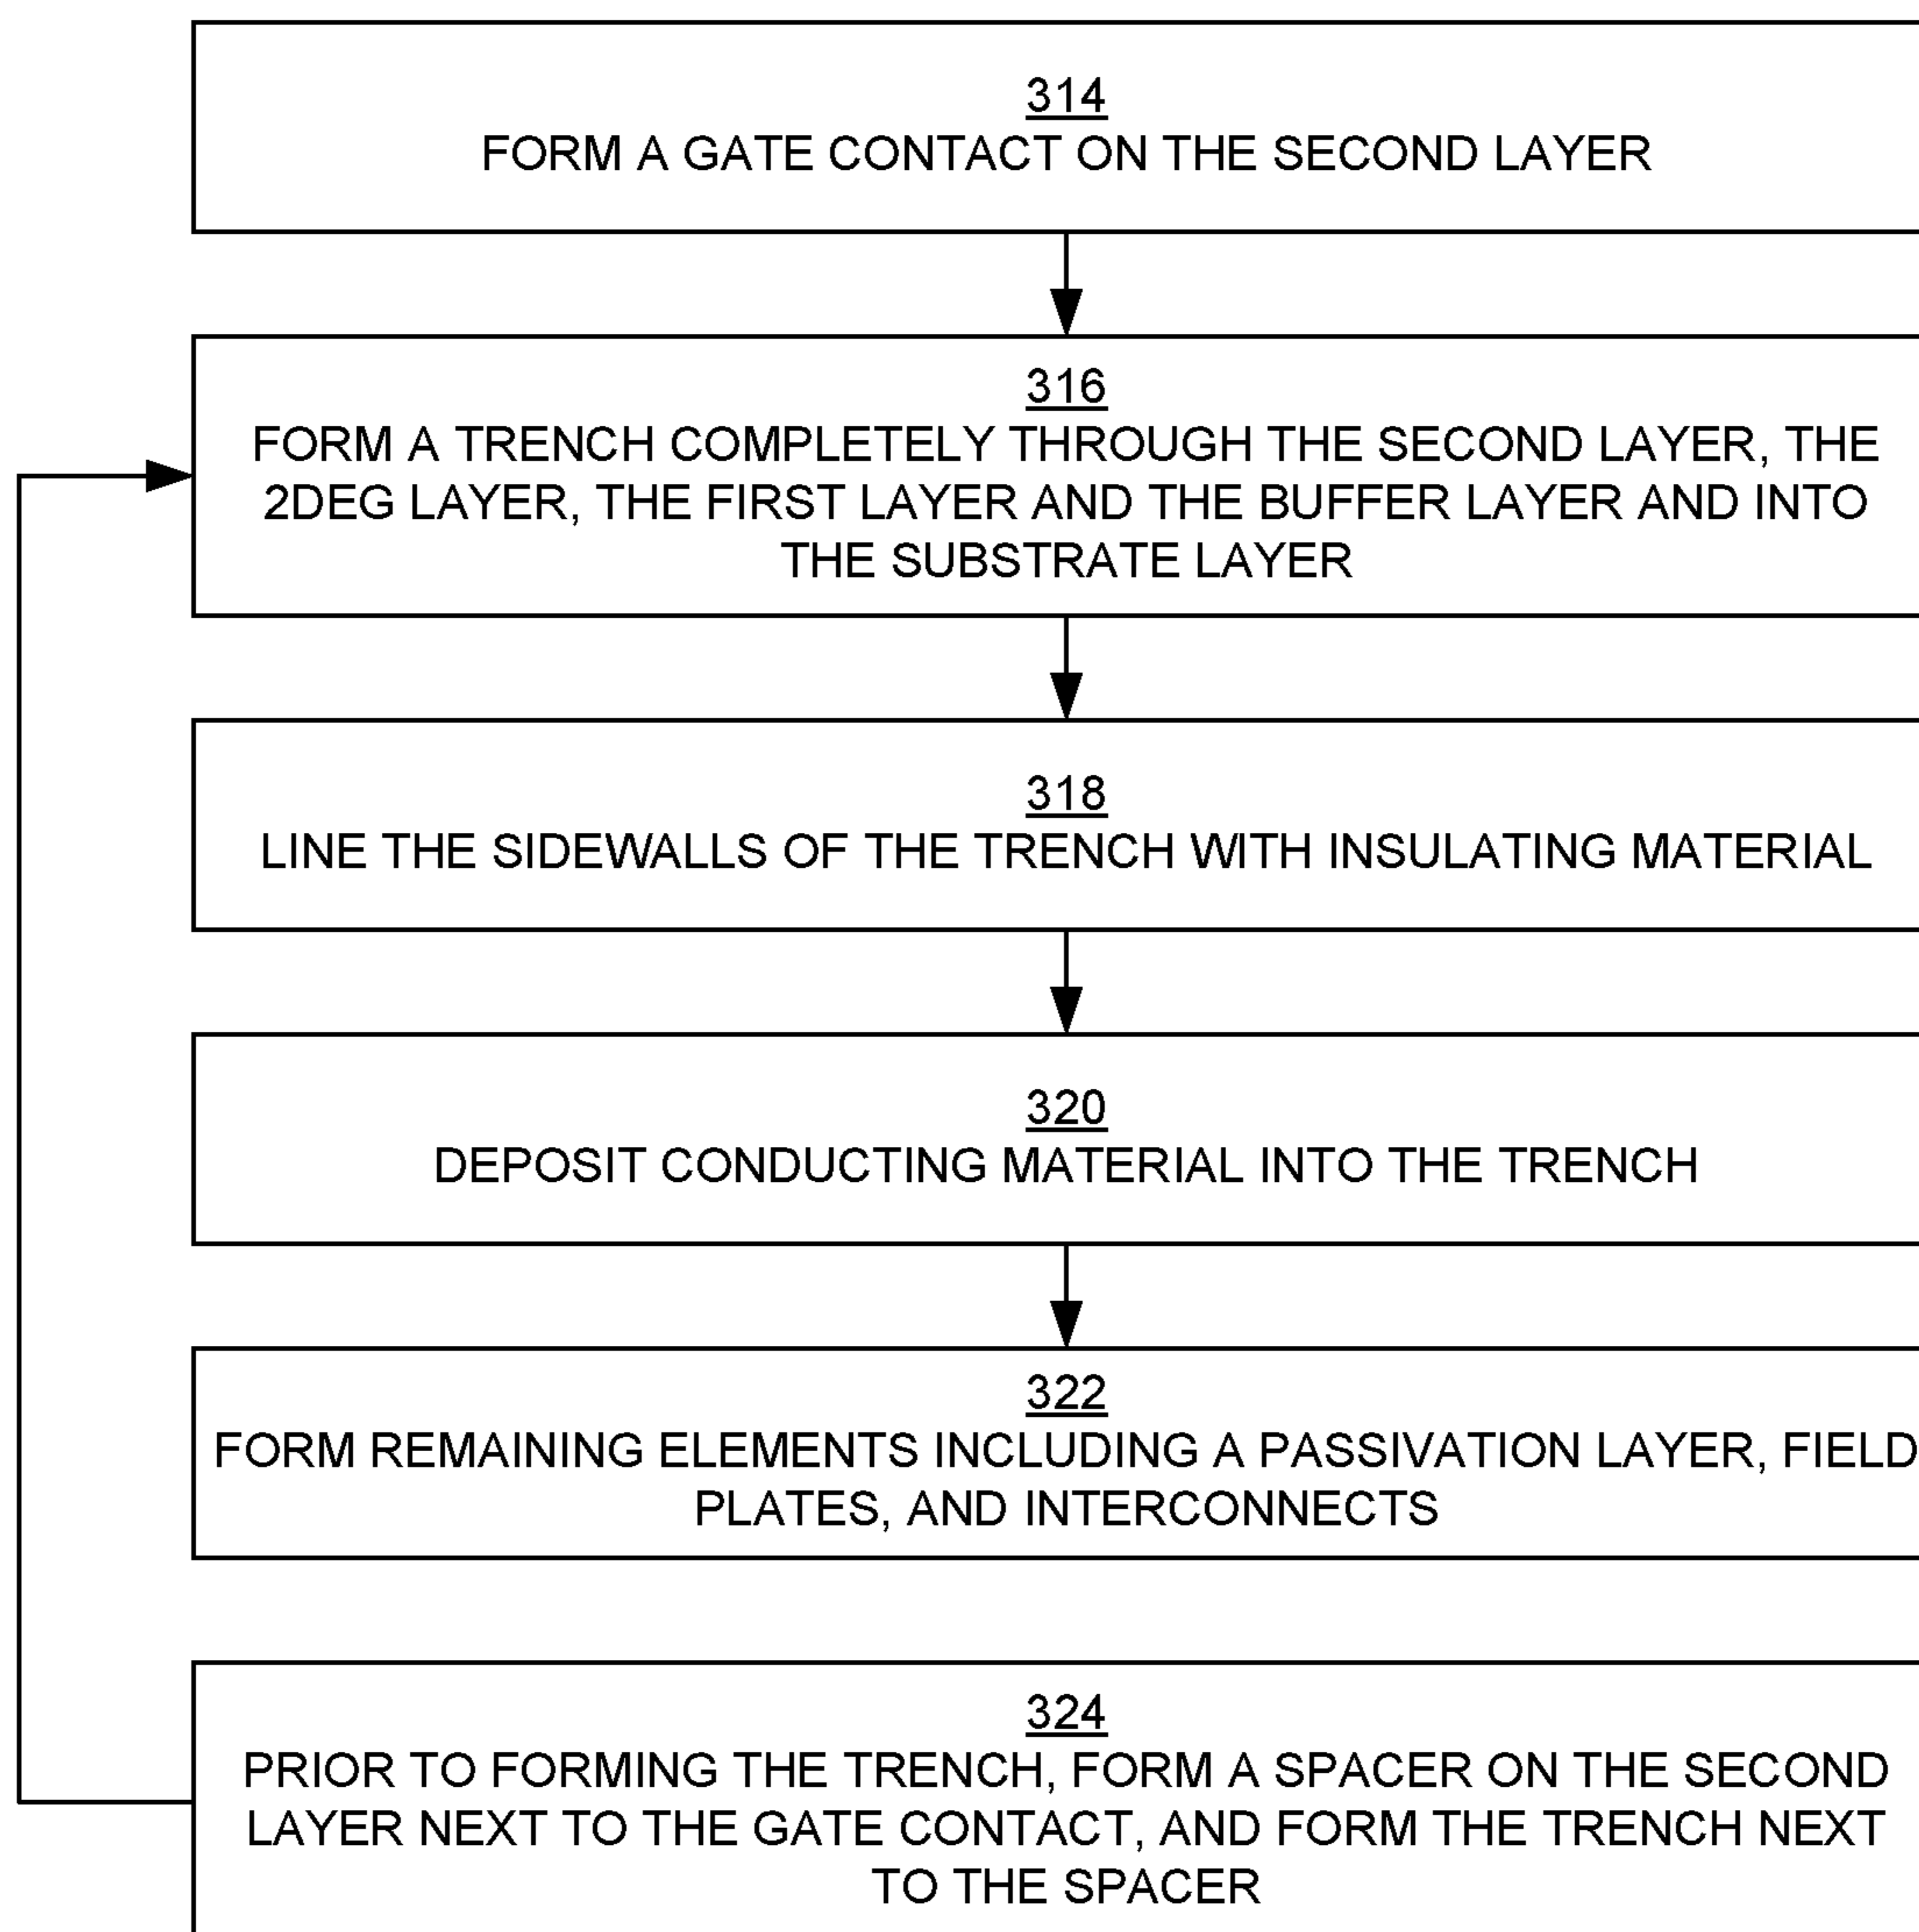 314
FORM A GATE CONTACT ON THE SECOND LAYER
316
FORM A TRENCH COMPLETELY THROUGH THE SECOND LAYER, THE
2DEG LAYER, THE FIRST LAYER AND THE BUFFER LAYER AND INTO
THE SUBSTRATE LAYER
318
LINE THE SIDEWALLS OF THE TRENCH WITH INSULATING MATERIAL
320
DEPOSIT CONDUCTING MATERIAL INTO THE TRENCH
322
FORM REMAINING ELEMENTS INCLUDING A PASSIVATION LAYER, FIELD
PLATES, AND INTERCONNECTS
324
PRIOR TO FORMING THE TRENCH, FORM A SPACER ON THE SECOND
LAYER NEXT TO THE GATE CONTACT, AND FORM THE TRENCH NEXT
TO THE SPACER